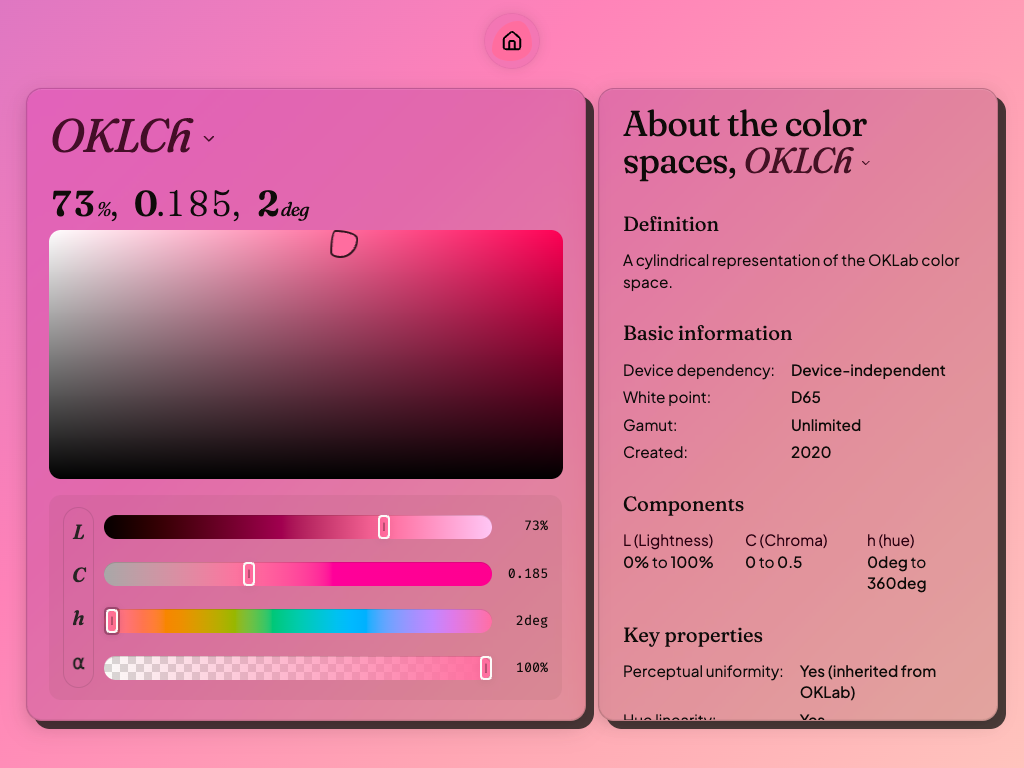 OKLCh
73%, 0.185, 2deg
L
73%
C
0.185
h
2deg
α
100%
About the color
spaces, OKLCh
Definition
A cylindrical representation of the OKLab color
space.
Basic information
Device dependency: Device-independent
White point: D65
Gamut: Unlimited
Created: 2020
Components
L (Lightness) C (Chroma) h (hue)
0% to 100% 0 to 0.5 0deg to
360deg
Key properties
Perceptual uniformity: Yes (inherited from
OKLab)
Hue linearity: Yes